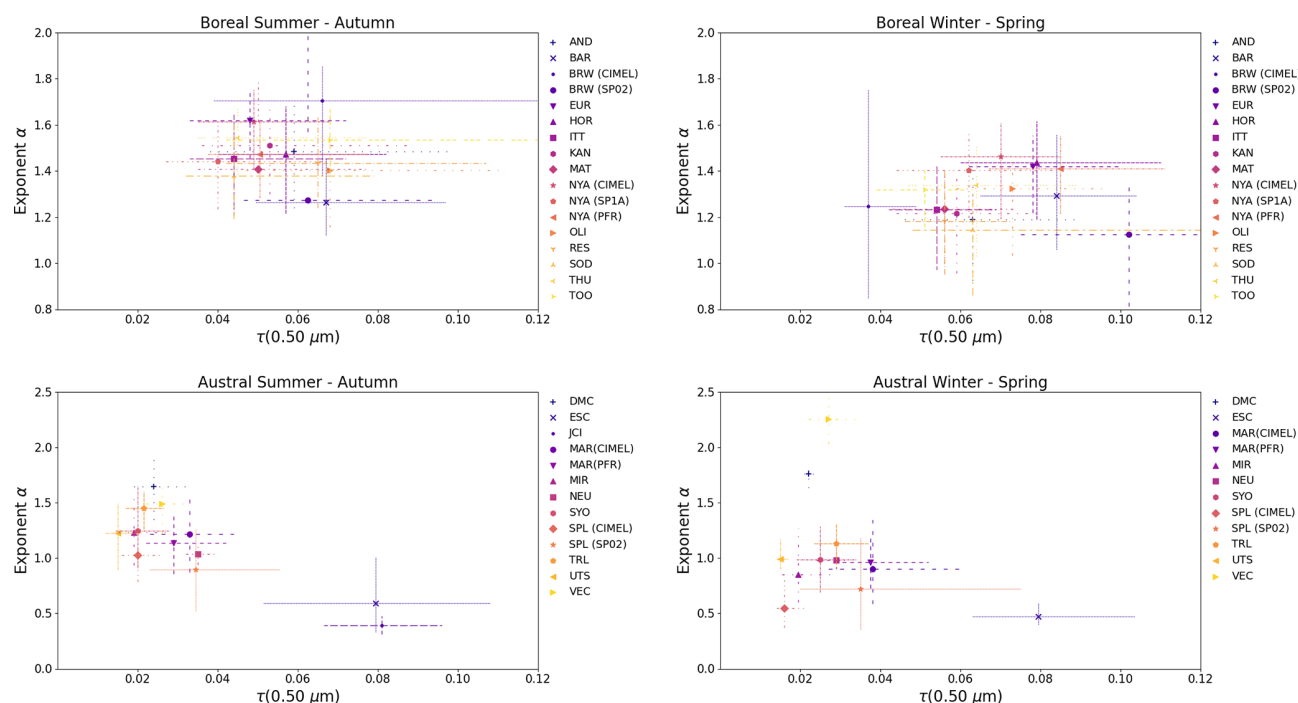 Boreal Summer - Autumn
2.0
1.8
1.6
1.4
1.2
1.0
0.8
Exponent α
0.02 0.04 0.06 0.08 0.10 0.12
τ(0.50 μm)
AND
BAR
BRW (CIMEL)
BRW (SP02)
EUR
HOR
ITT
KAN
MAT
NYA (CIMEL)
NYA (SP1A)
NYA (PFR)
OLI
RES
SOD
THU
TOO
Boreal Winter - Spring
2.0
1.8
1.6
1.4
1.2
1.0
0.8
Exponent α
0.02 0.04 0.06 0.08 0.10 0.12
τ(0.50 μm)
AND
BAR
BRW (CIMEL
BRW (SP02)
EUR
HOR
ITT
KAN
MAT
NYA (CIMEL)
NYA (SP1A)
NYA (PFR)
OLI
RES
SOD
THU
TOO
Austral Summer - Autumn
2.5
2.0
1.5
1.0
0.5
0.0
Exponent α
0.02 0.04 0.06 0.08 0.10 0.12
τ(0.50 μm)
DMC
ESC
JCI
MAR(CIMEL)
MAR(PFR)
MIR
NEU
SYO
SPL (CIMEL)
SPL (SP02)
TRL
UTS
VEC
Austral Winter - Spring
2.5
2.0
1.5
1.0
0.5
0.0
Exponent α
0.02 0.04 0.06 0.08 0.10 0.12
τ(0.50 μm)
DMC
ESC
MAR(CIMEL)
MAR(PFR)
MIR
NEU
SYO
SPL (CIMEL)
SPL (SP02)
TRL
UTS
VEC